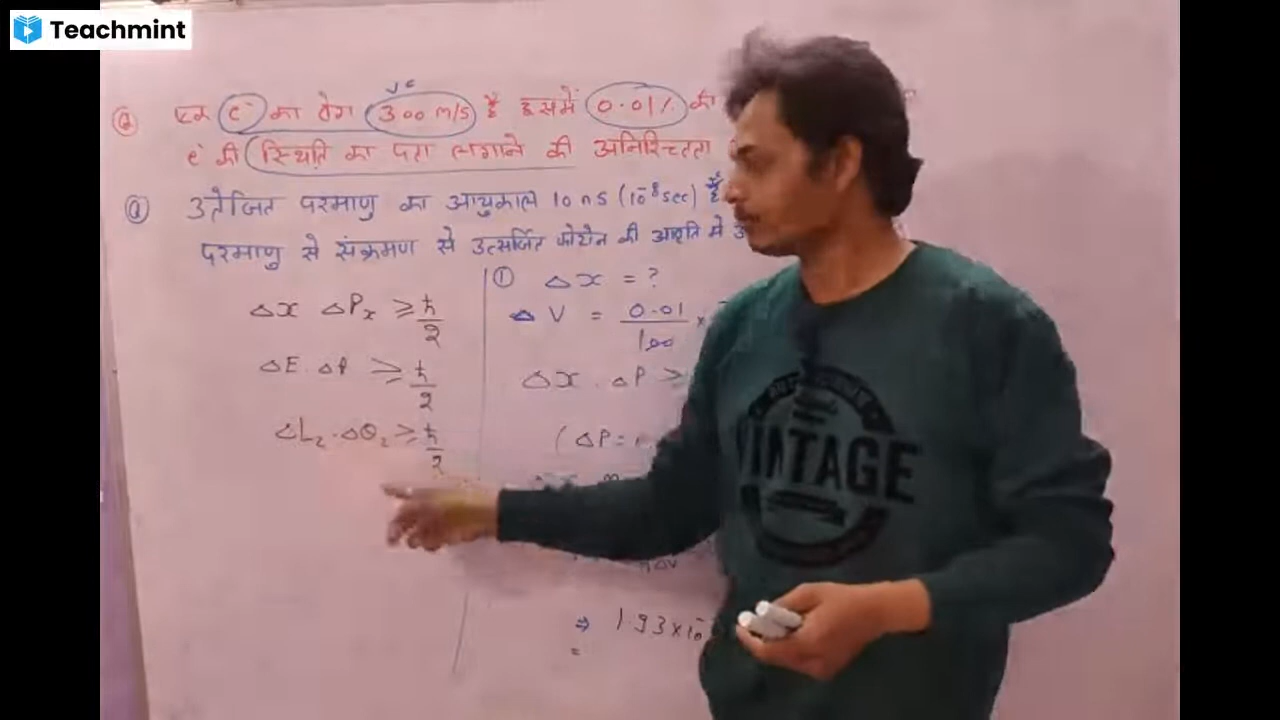 Teachmint
Q एक e⁻ का वेग 300 m/s है इसमें 0.01% की
e⁻ की स्थिति का पता लगाने की अनिश्चितता
Q उतेजित परमाणु का आयुकाल 10 ns (10⁻⁸ sec) है
परमाणु से संक्रमण से उत्सर्जित फोटोन की आवृति में
Δx ΔPₓ ≥ ħ/2
ΔE · Δt ≥ ħ/2
ΔL₂ · Δθ₂ ≥ ħ/2
① Δx = ?
ΔV = 0.01/100 ×
Δx · ΔP ≥
(ΔP =
⇒ 1.93×10
=
VINTAGE